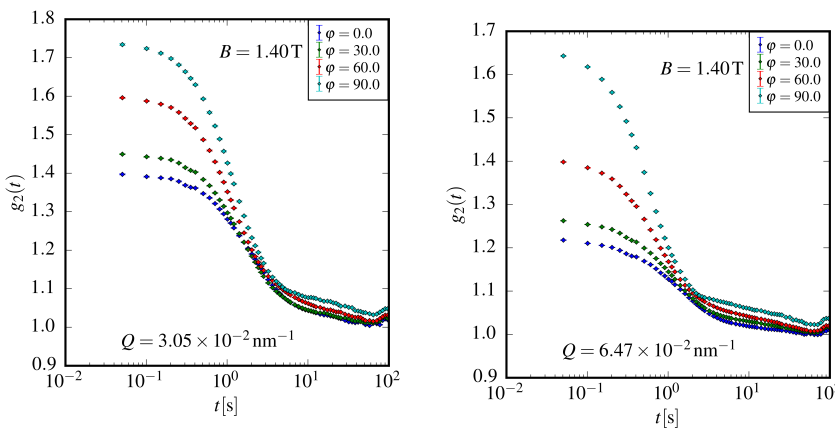 1.8
1.7
1.6
1.5
1.4
1.3
1.2
1.1
1.0
0.9
g₂(t)
B = 1.40 T
φ = 0.0
φ = 30.0
φ = 60.0
φ = 90.0
Q = 3.05 × 10⁻² nm⁻¹
10⁻² 10⁻¹ 10⁰ 10¹ 10²
t [s]
1.7
1.6
1.5
1.4
1.3
1.2
1.1
1.0
0.9
g₂(t)
B = 1.40 T
φ = 0.0
φ = 30.0
φ = 60.0
φ = 90.0
Q = 6.47 × 10⁻² nm⁻¹
10⁻² 10⁻¹ 10⁰ 10¹ 10
t [s]